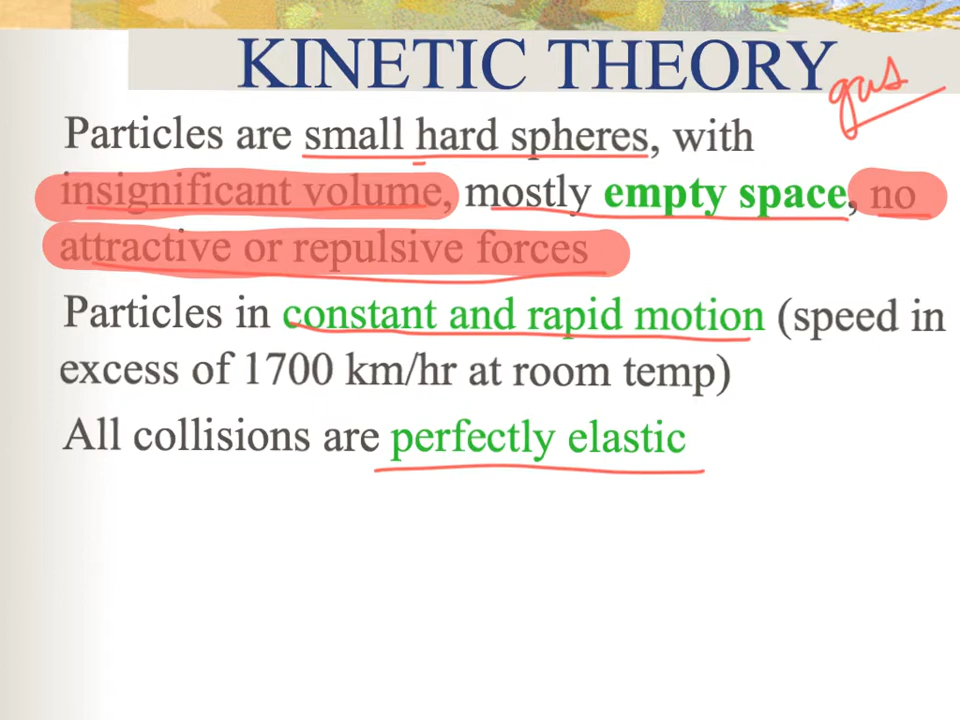 KINETIC THEORY
gas
Particles are small hard spheres, with
insignificant volume, mostly empty space, no
attractive or repulsive forces
Particles in constant and rapid motion (speed in
excess of 1700 km/hr at room temp)
All collisions are perfectly elastic